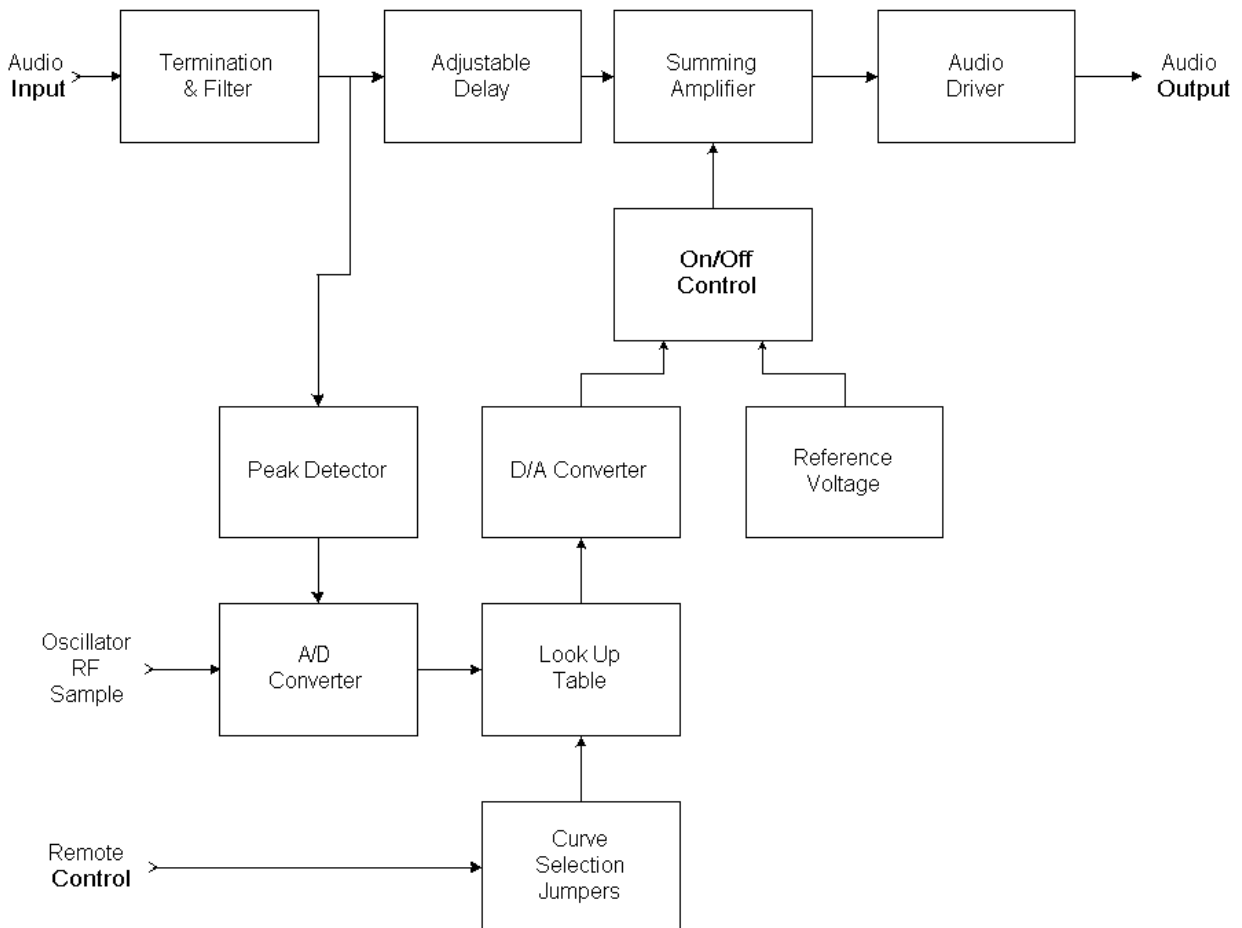 Audio
Input
Termination
& Filter
Adjustable
Delay
Summing
Amplifier
Audio
Driver
Audio
Output
On/Off
Control
Peak Detector
D/A Converter
Reference
Voltage
Oscillator
RF
Sample
A/D
Converter
Look Up
Table
Remote
Control
Curve
Selection
Jumpers